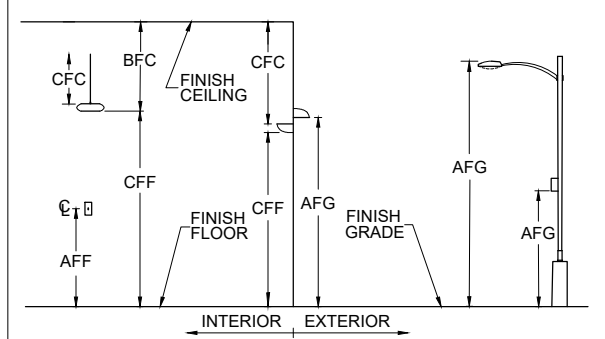 CFC
BFC
CFC
FINISH
CEILING
AFG
CFF
CFF
AFG
℄
FINISH
FLOOR
FINISH
GRADE
AFG
AFF
INTERIOR
EXTERIOR